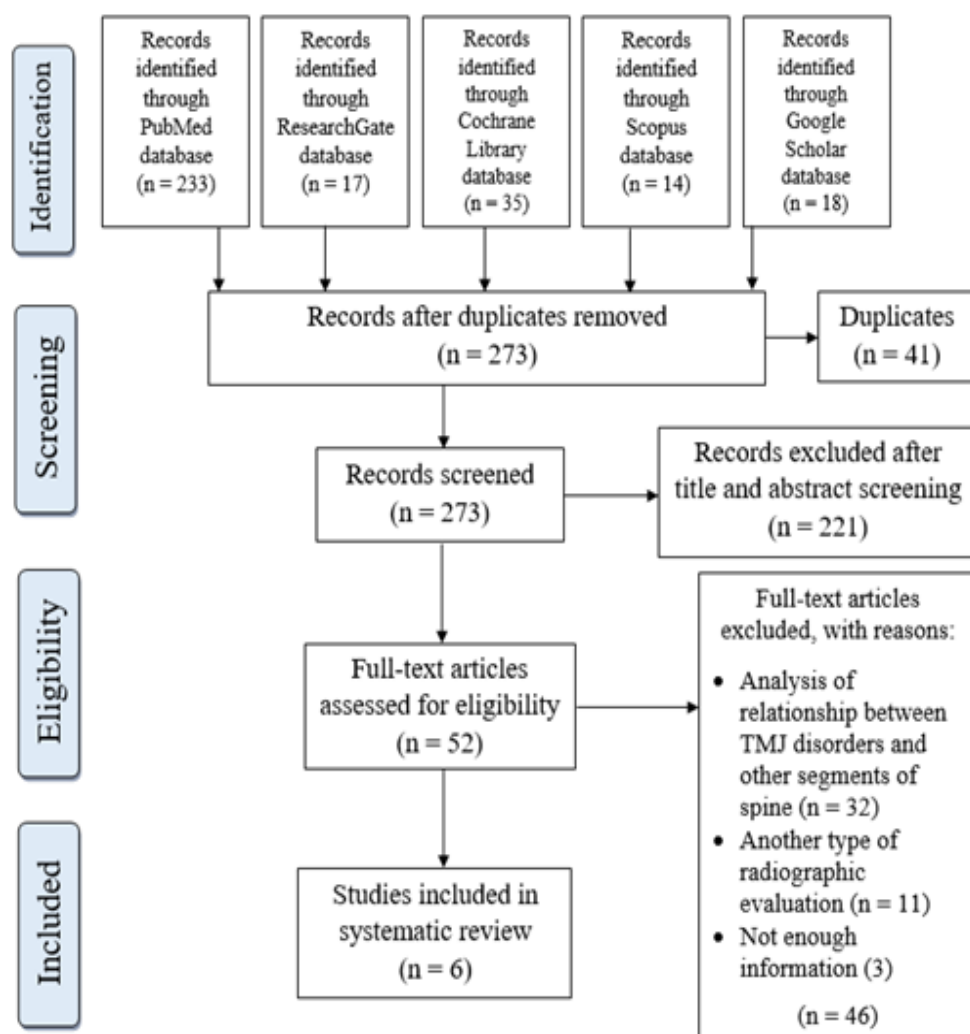 Identification
Records
identified
through
PubMed
database
(n = 233)
Records
identified
through
ResearchGate
database
(n = 17)
Records
identified
through
Cochrane
Library
database
(n = 35)
Records
identified
through
Scopus
database
(n = 14)
Records
identified
through
Google
Scholar
database
(n = 18)
Screening
Records after duplicates removed
(n = 273)
Duplicates
(n = 41)
Records screened
(n = 273)
Records excluded after
title and abstract screening
(n = 221)
Eligibility
Full-text articles
assessed for eligibility
(n = 52)
Full-text articles
excluded, with reasons:
• Analysis of
relationship between
TMJ disorders and
other segments of
spine (n = 32)
• Another type of
radiographic
evaluation (n = 11)
• Not enough
information (3)
(n = 46)
Included
Studies included in
systematic review
(n = 6)